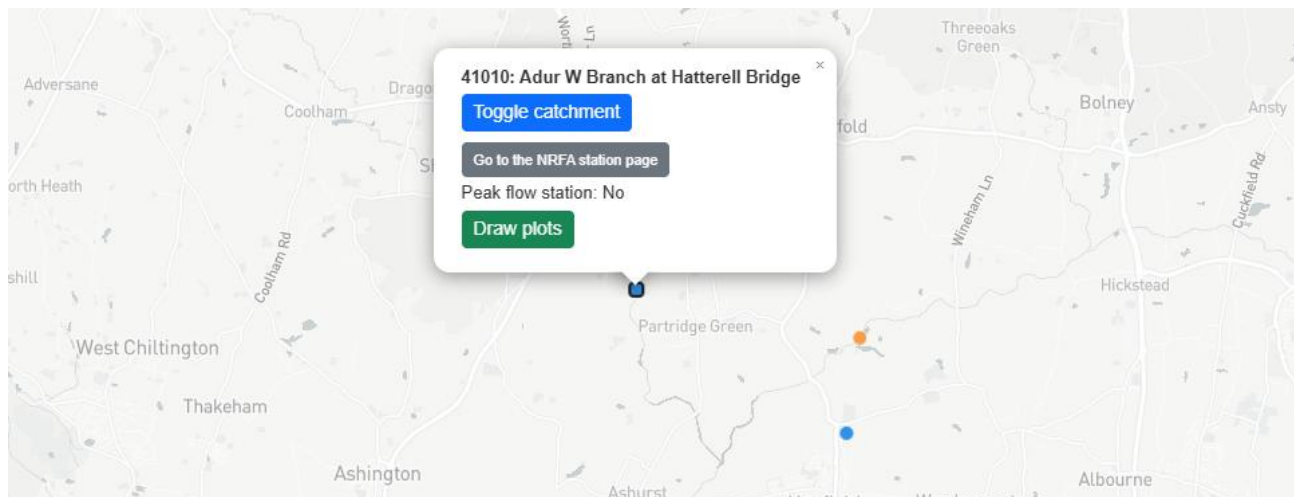 Threeoaks
Green
Adversane
Coolham
Drago
Bolney
Ansty
41010: Adur W Branch at Hatterell Bridge
×
Toggle catchment
fold
Go to the NRFA station page
Peak flow station: No
Draw plots
orth Heath
Wineham Ln
Cuckfield Rd
Coolham Rd
shill
Hickstead
Partridge Green
West Chiltington
Thakeham
Ashington
Albourne
Ashurst